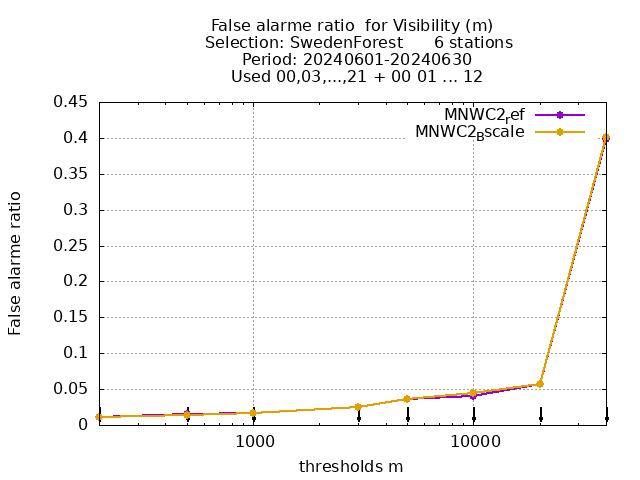 False alarme ratio  for Visibility (m)
Selection: SwedenForest      6 stations
Period: 20240601-20240630
Used 00,03,...,21 + 00 01 ... 12
MNWC2ref
MNWC2Bscale
False alarme ratio
0.45
0.4
0.35
0.3
0.25
0.2
0.15
0.1
0.05
0
1000 10000
thresholds m